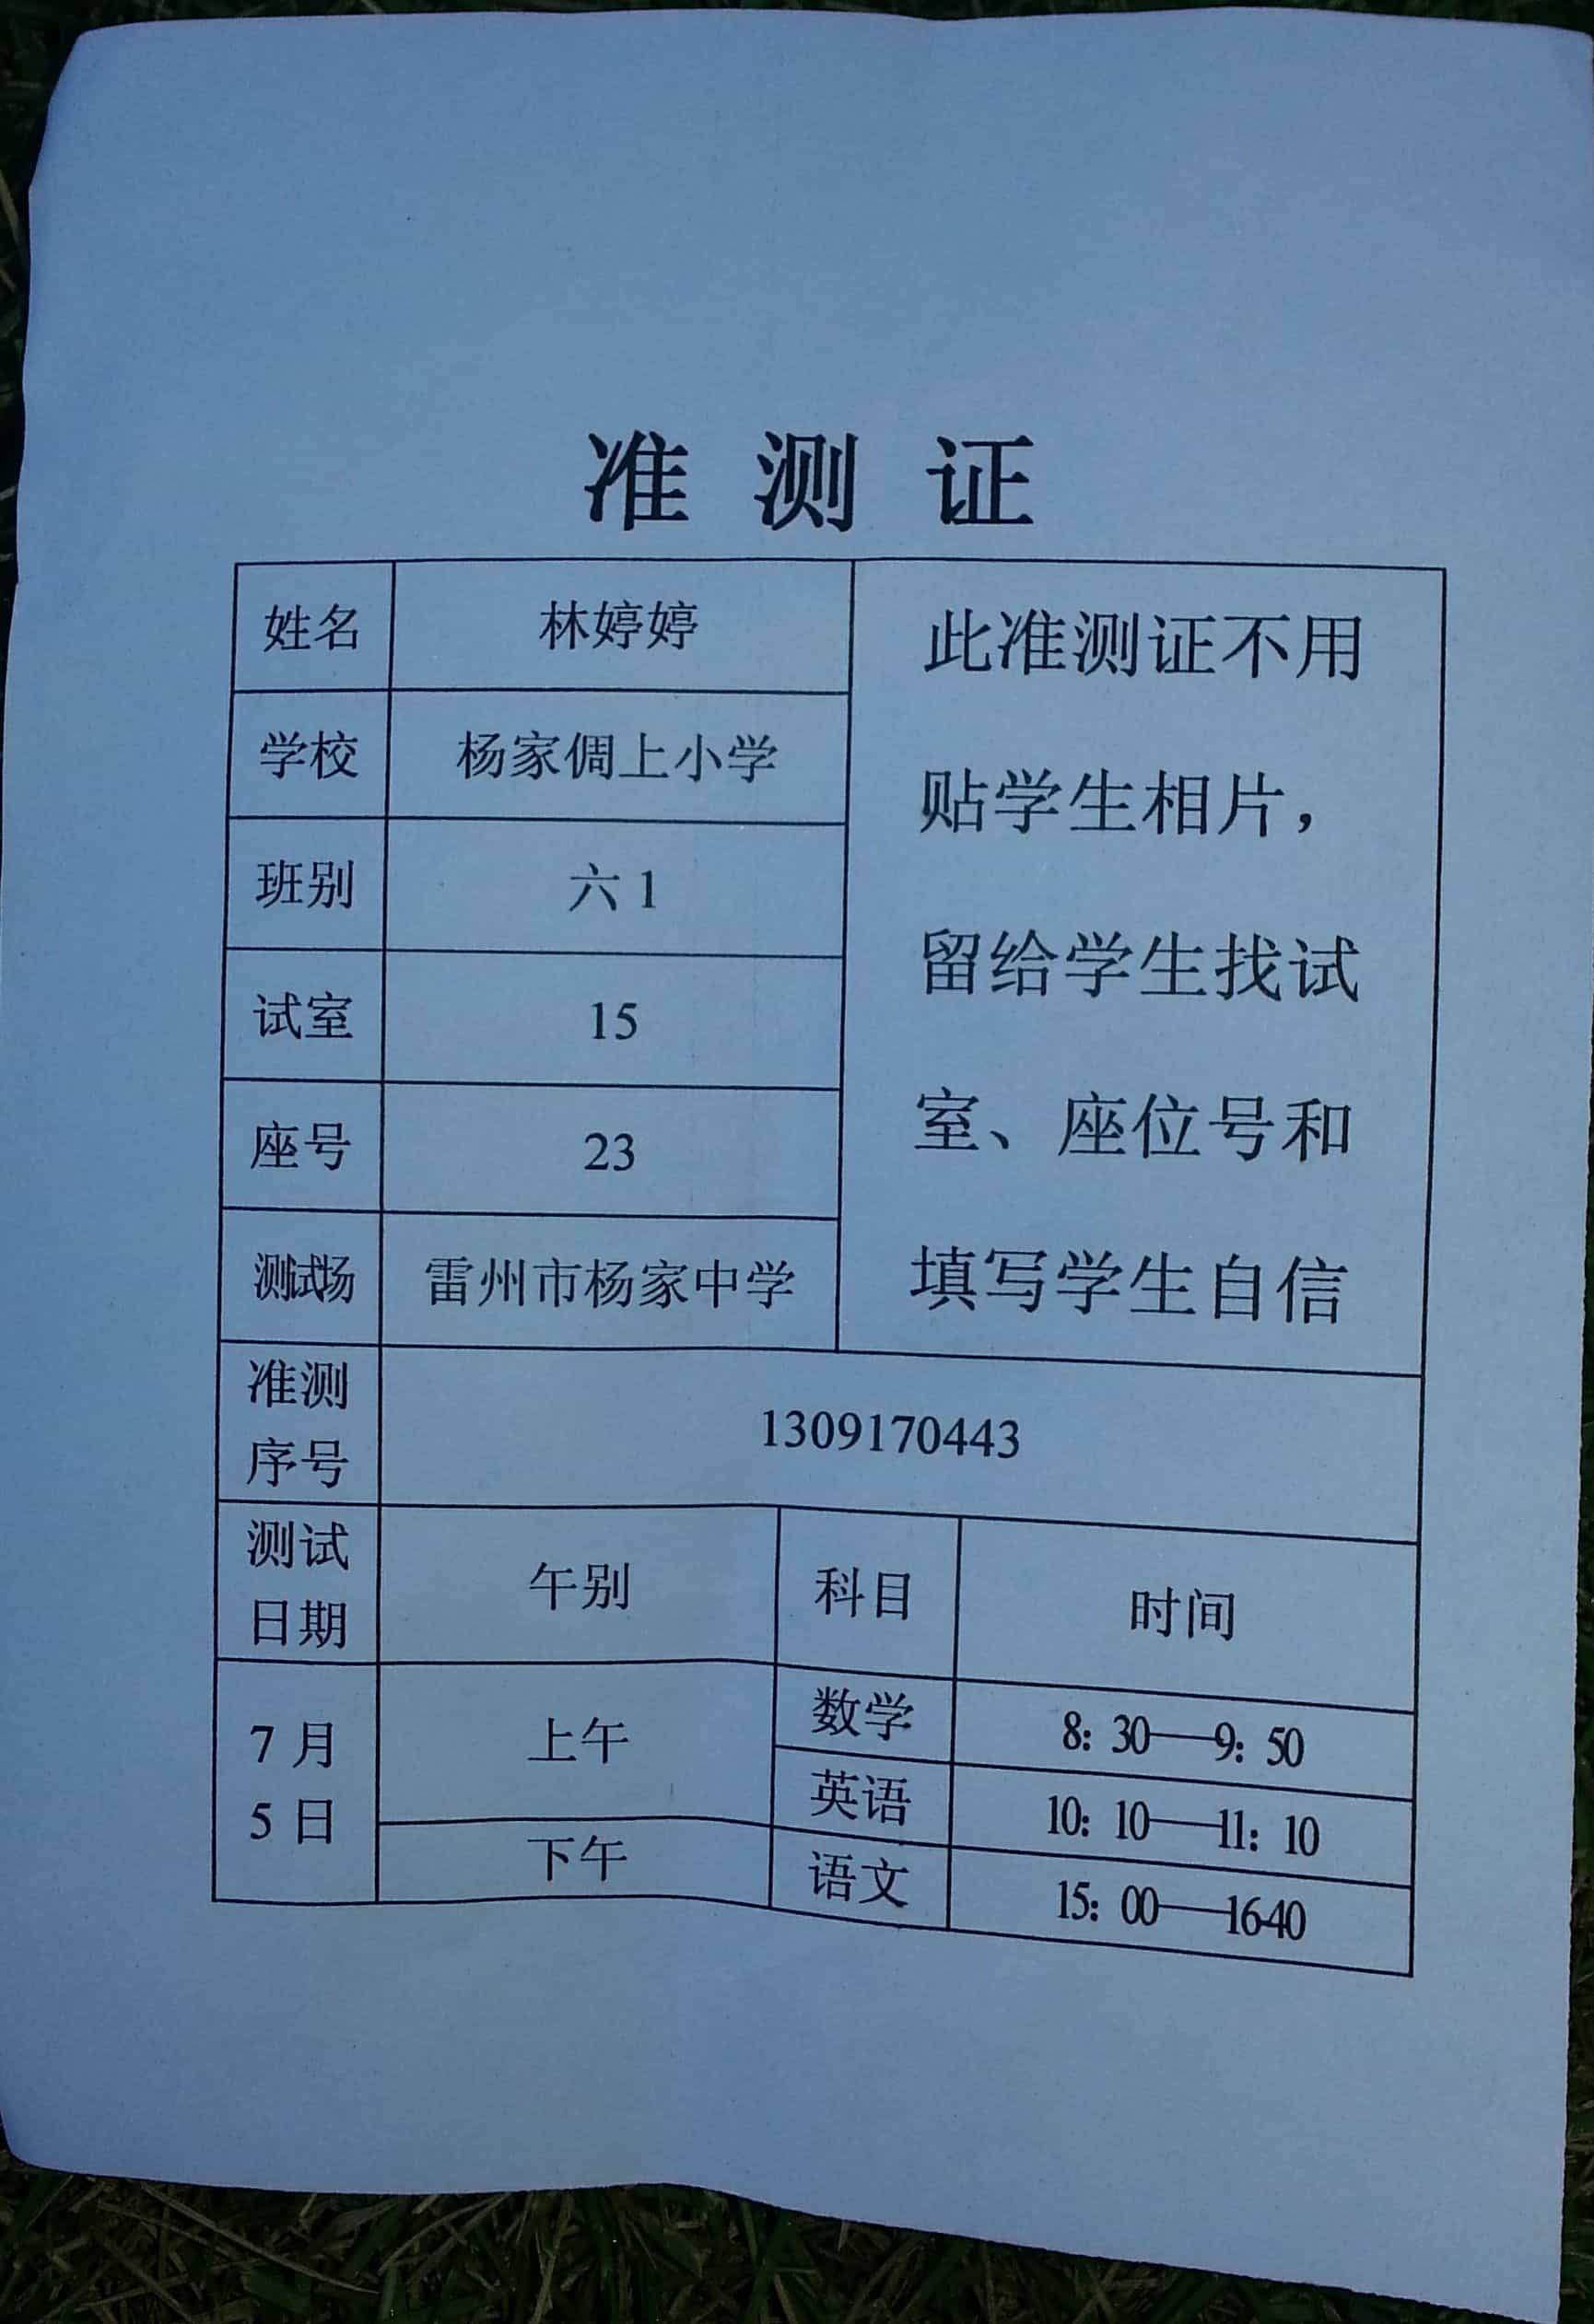 准测证
姓名 林婷婷
学校 杨家倜上小学
班别 六1
试室 15
座号 23
测试场 雷州市杨家中学
此准测证不用
贴学生相片，
留给学生找试
室、座位号和
填写学生自信
准测
序号
1309170443
测试
日期
午别 科目 时间
7月
5日
上午
数学 8：30——9：50
英语 10：10——11：10
下午 语文 15：00——1640